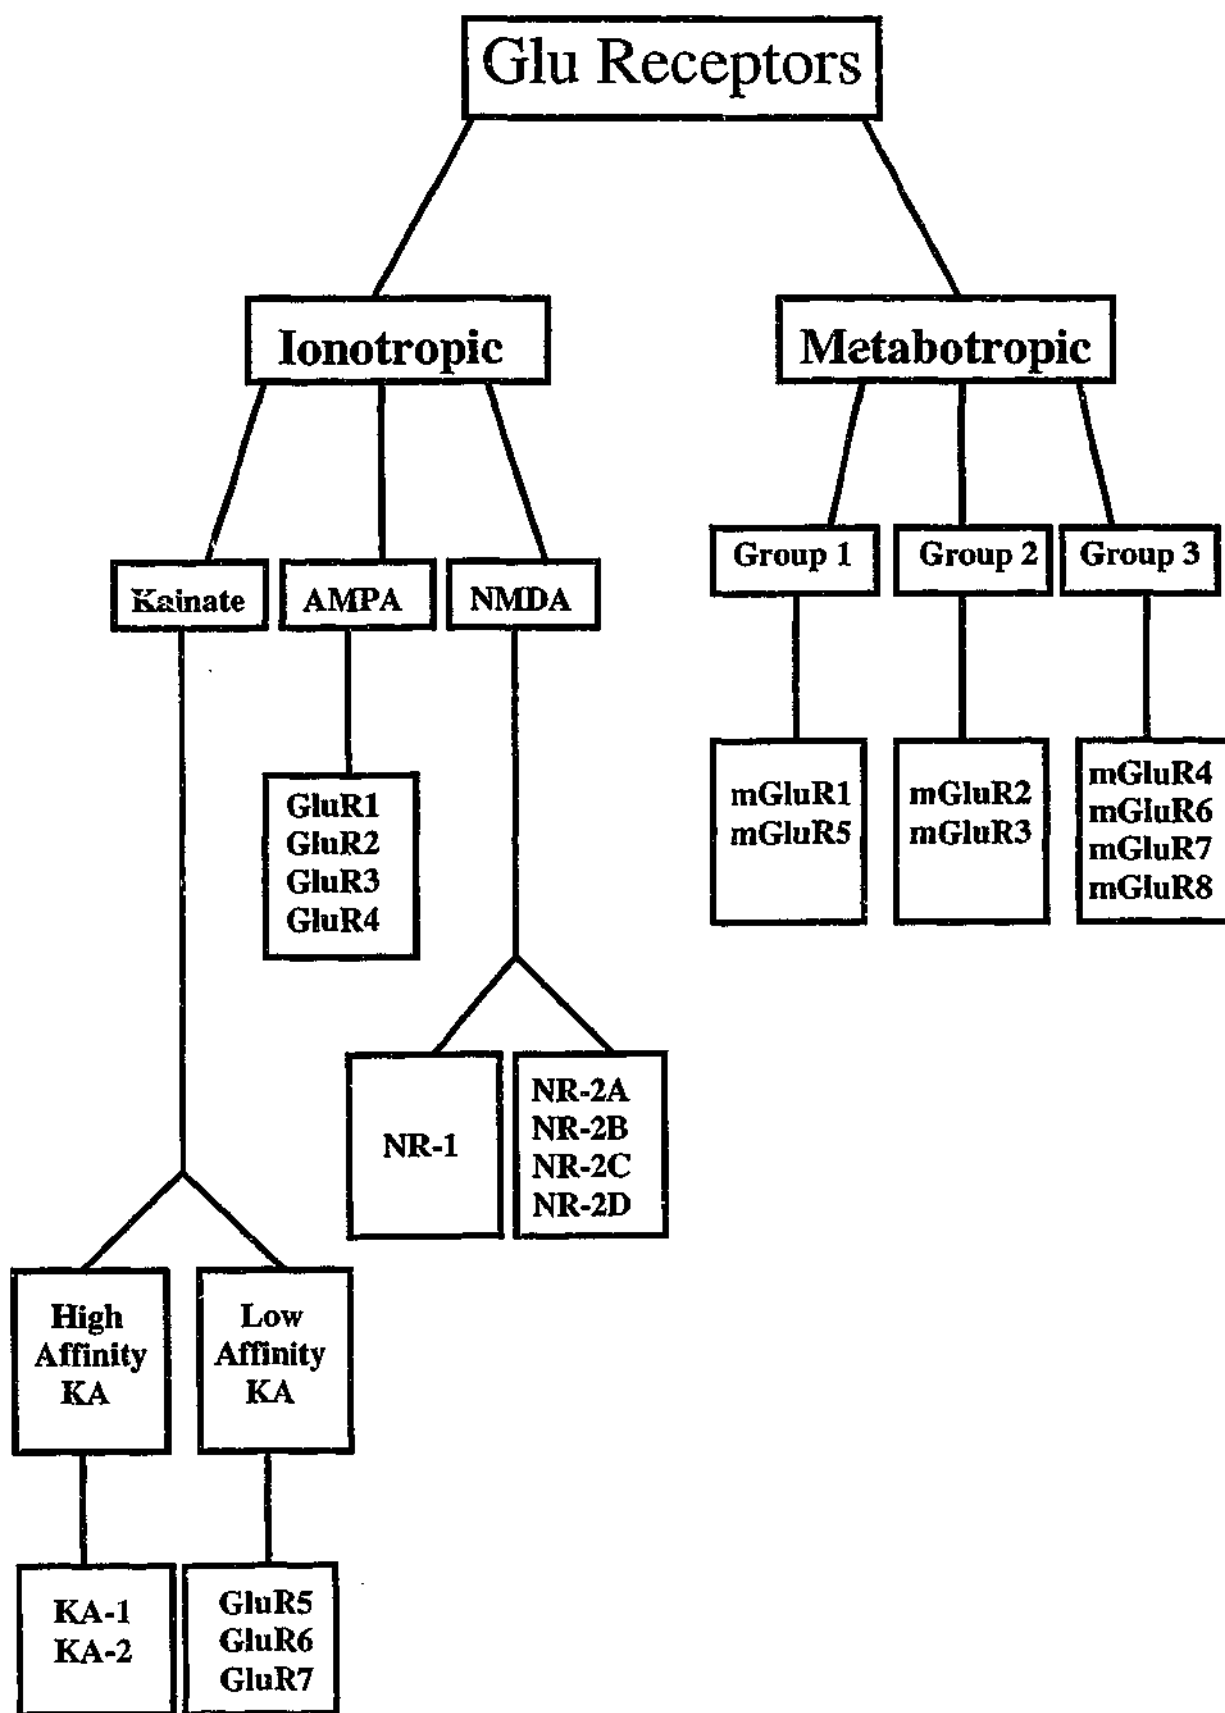 Glu Receptors
Ionotropic
Metabotropic
Kainate
AMPA
NMDA
Group 1
Group 2
Group 3
GluR1
GluR2
GluR3
GluR4
mGluR1
mGluR5
mGluR2
mGluR3
mGluR4
mGluR6
mGluR7
mGluR8
NR-1
NR-2A
NR-2B
NR-2C
NR-2D
High
Affinity
KA
Low
Affinity
KA
KA-1
KA-2
GluR5
GluR6
GluR7